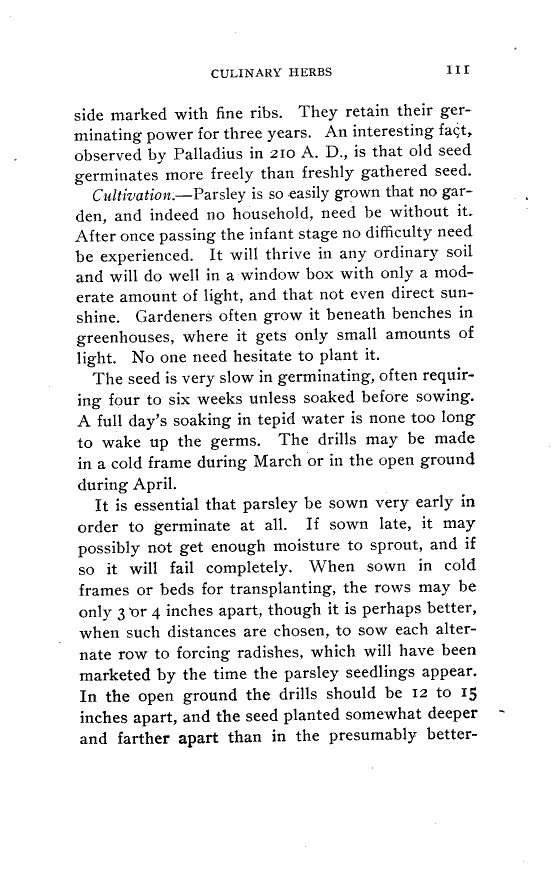 CULINARY HERBS 111
side marked with fine ribs. They retain their ger-
minating power for three years. An interesting fact,
observed by Palladius in 210 A. D., is that old seed
germinates more freely than freshly gathered seed.
Cultivation.—Parsley is so easily grown that no gar-
den, and indeed no household, need be without it.
After once passing the infant stage no difficulty need
be experienced. It will thrive in any ordinary soil
and will do well in a window box with only a mod-
erate amount of light, and that not even direct sun-
shine. Gardeners often grow it beneath benches in
greenhouses, where it gets only small amounts of
light. No one need hesitate to plant it.
The seed is very slow in germinating, often requir-
ing four to six weeks unless soaked before sowing.
A full day's soaking in tepid water is none too long
to wake up the germs. The drills may be made
in a cold frame during March or in the open ground
during April.
It is essential that parsley be sown very early in
order to germinate at all. If sown late, it may
possibly not get enough moisture to sprout, and if
so it will fail completely. When sown in cold
frames or beds for transplanting, the rows may be
only 3 or 4 inches apart, though it is perhaps better,
when such distances are chosen, to sow each alter-
nate row to forcing radishes, which will have been
marketed by the time the parsley seedlings appear.
In the open ground the drills should be 12 to 15
inches apart, and the seed planted somewhat deeper
and farther apart than in the presumably better-